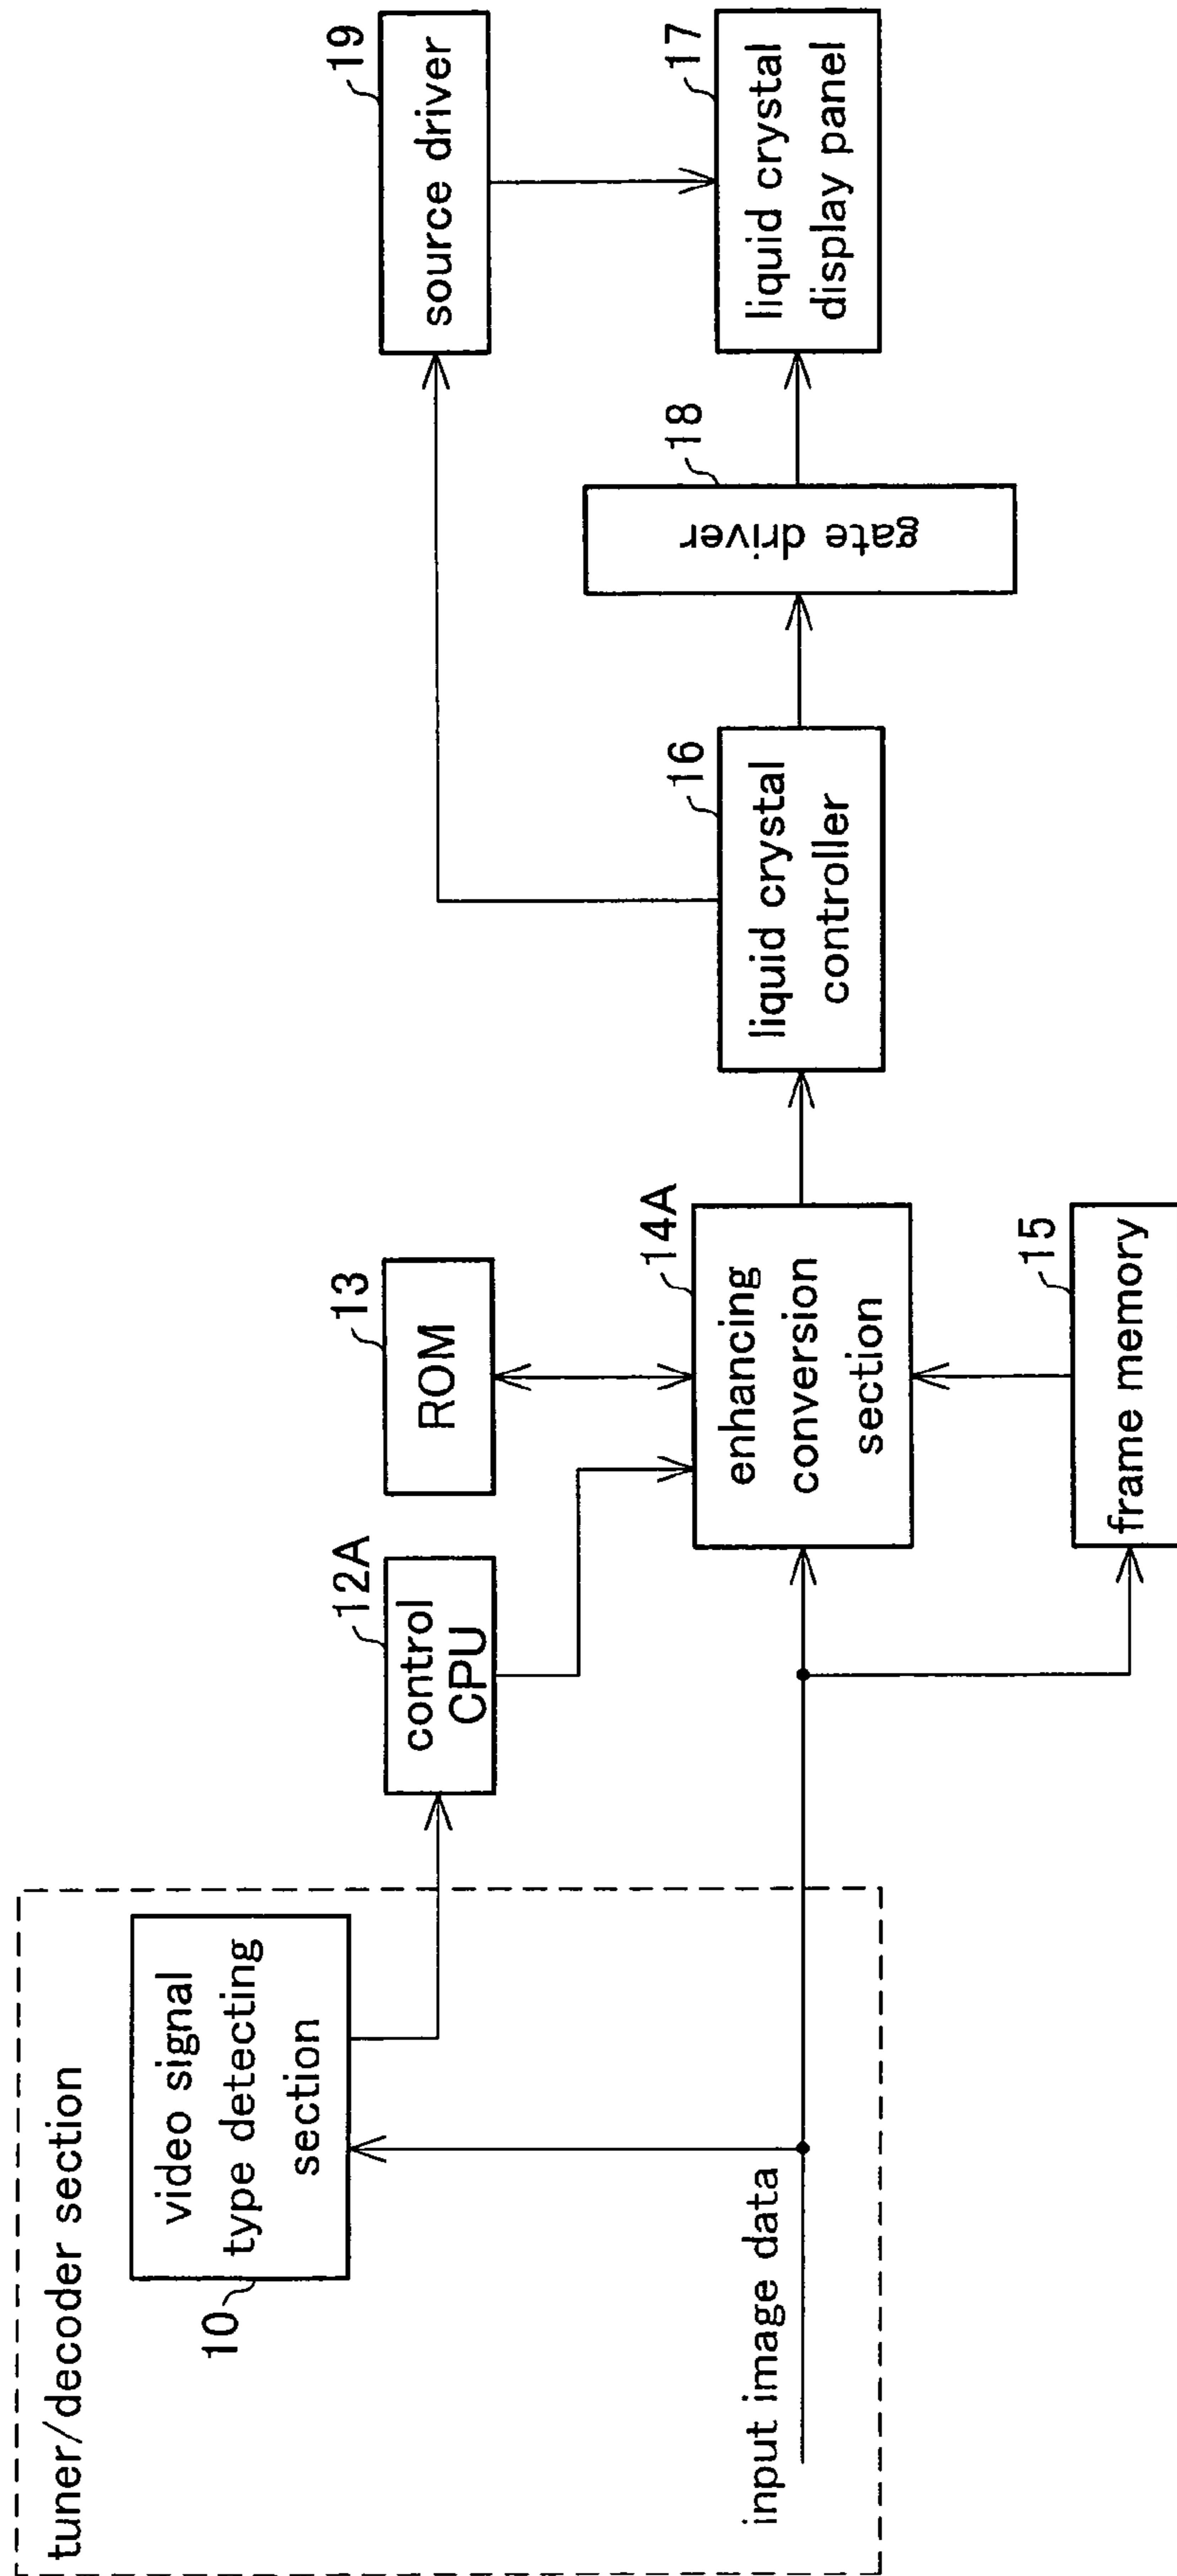 tuner/decoder section
10
video signal
type detecting
section
input image data
12A
control
CPU
13
ROM
14A
enhancing
conversion
section
15
frame memory
16
liquid crystal
controller
18
gate driver
19
source driver
17
liquid crystal
display panel